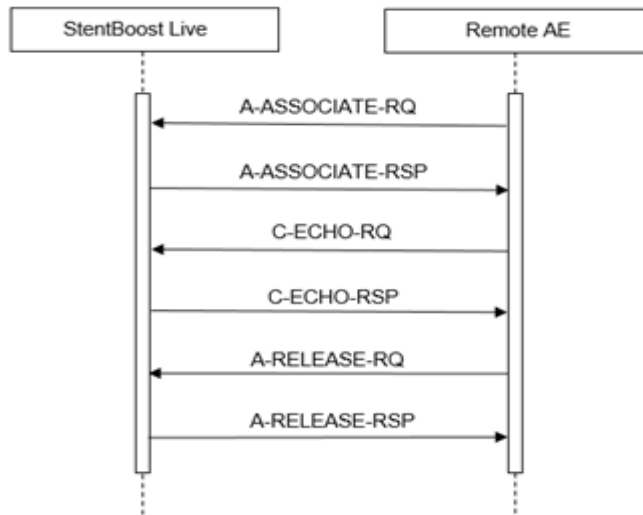 StentBoost Live
Remote AE
A-ASSOCIATE-RQ
A-ASSOCIATE-RSP
C-ECHO-RQ
C-ECHO-RSP
A-RELEASE-RQ
A-RELEASE-RSP